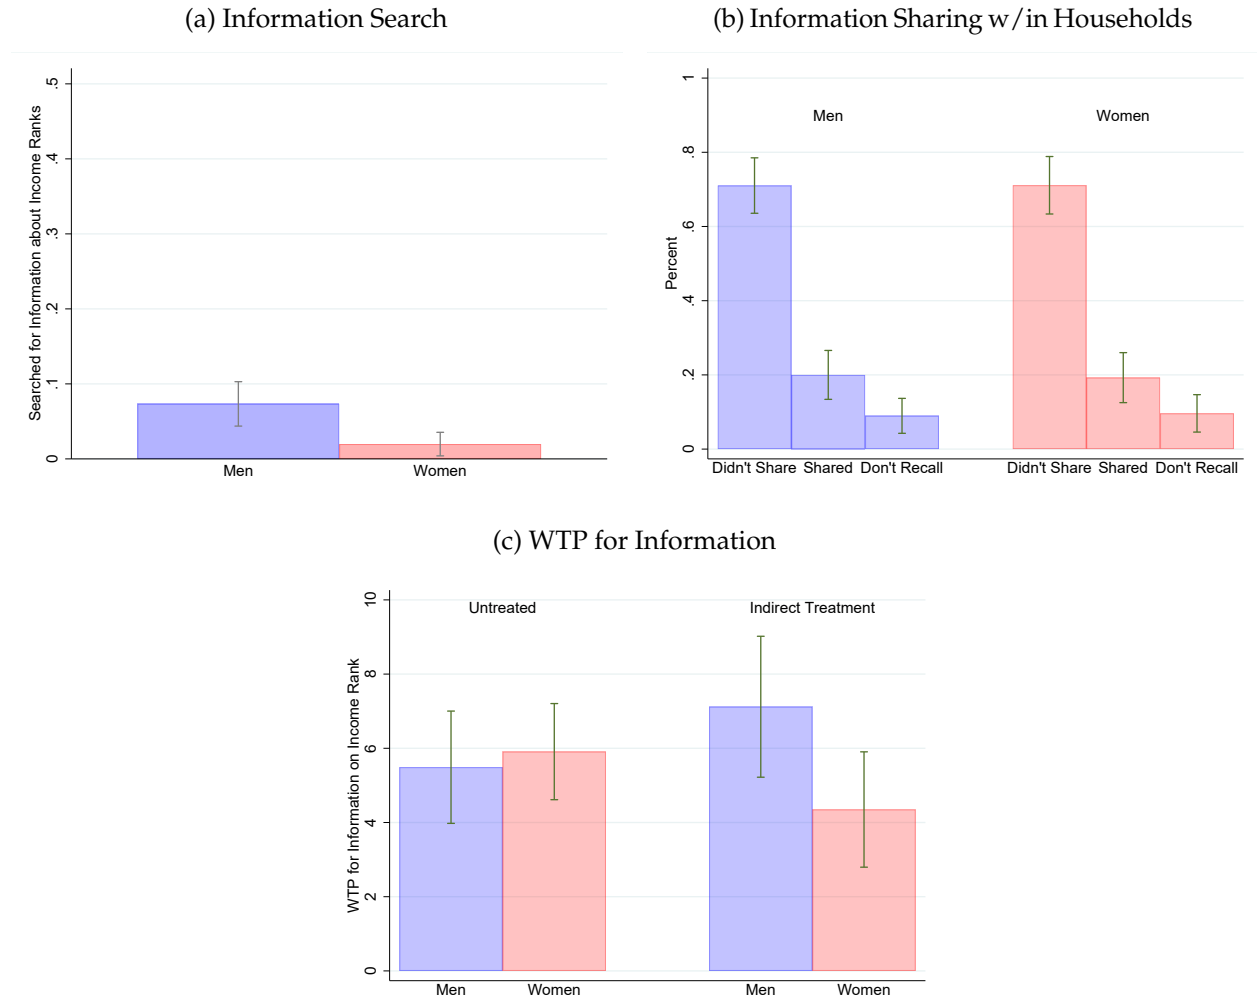 (a) Information Search
Searched for Information about Income Ranks
.5
.4
.3
.2
.1
0
Men
Women
(b) Information Sharing w/in Households
Percent
1
.8
.6
.4
.2
0
Men
Women
Didn't Share
Shared
Don't Recall
Didn't Share
Shared
Don't Recall
(c) WTP for Information
WTP for Information on Income Rank
10
8
6
4
2
0
Untreated
Indirect Treatment
Men
Women
Men
Women